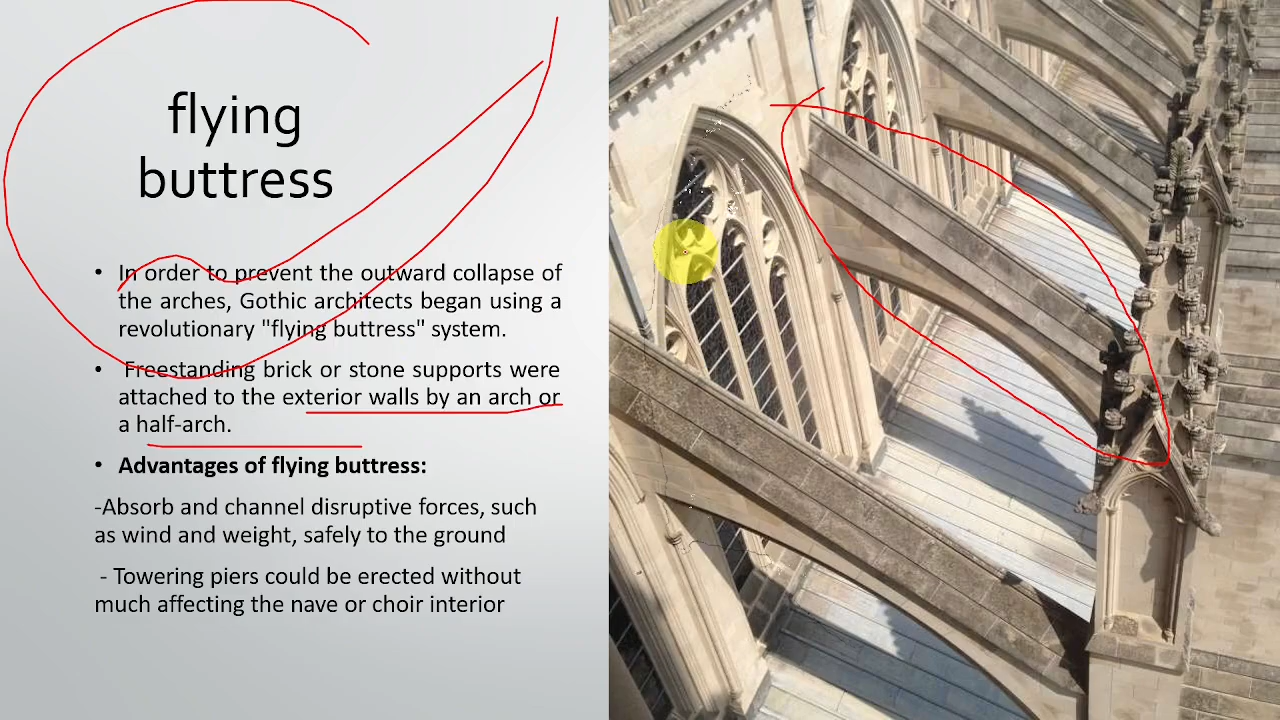 flying
buttress
• In order to prevent the outward collapse of
the arches, Gothic architects began using a
revolutionary "flying buttress" system.
• Freestanding brick or stone supports were
attached to the exterior walls by an arch or
a half-arch.
• Advantages of flying buttress:
-Absorb and channel disruptive forces, such
as wind and weight, safely to the ground
- Towering piers could be erected without
much affecting the nave or choir interior